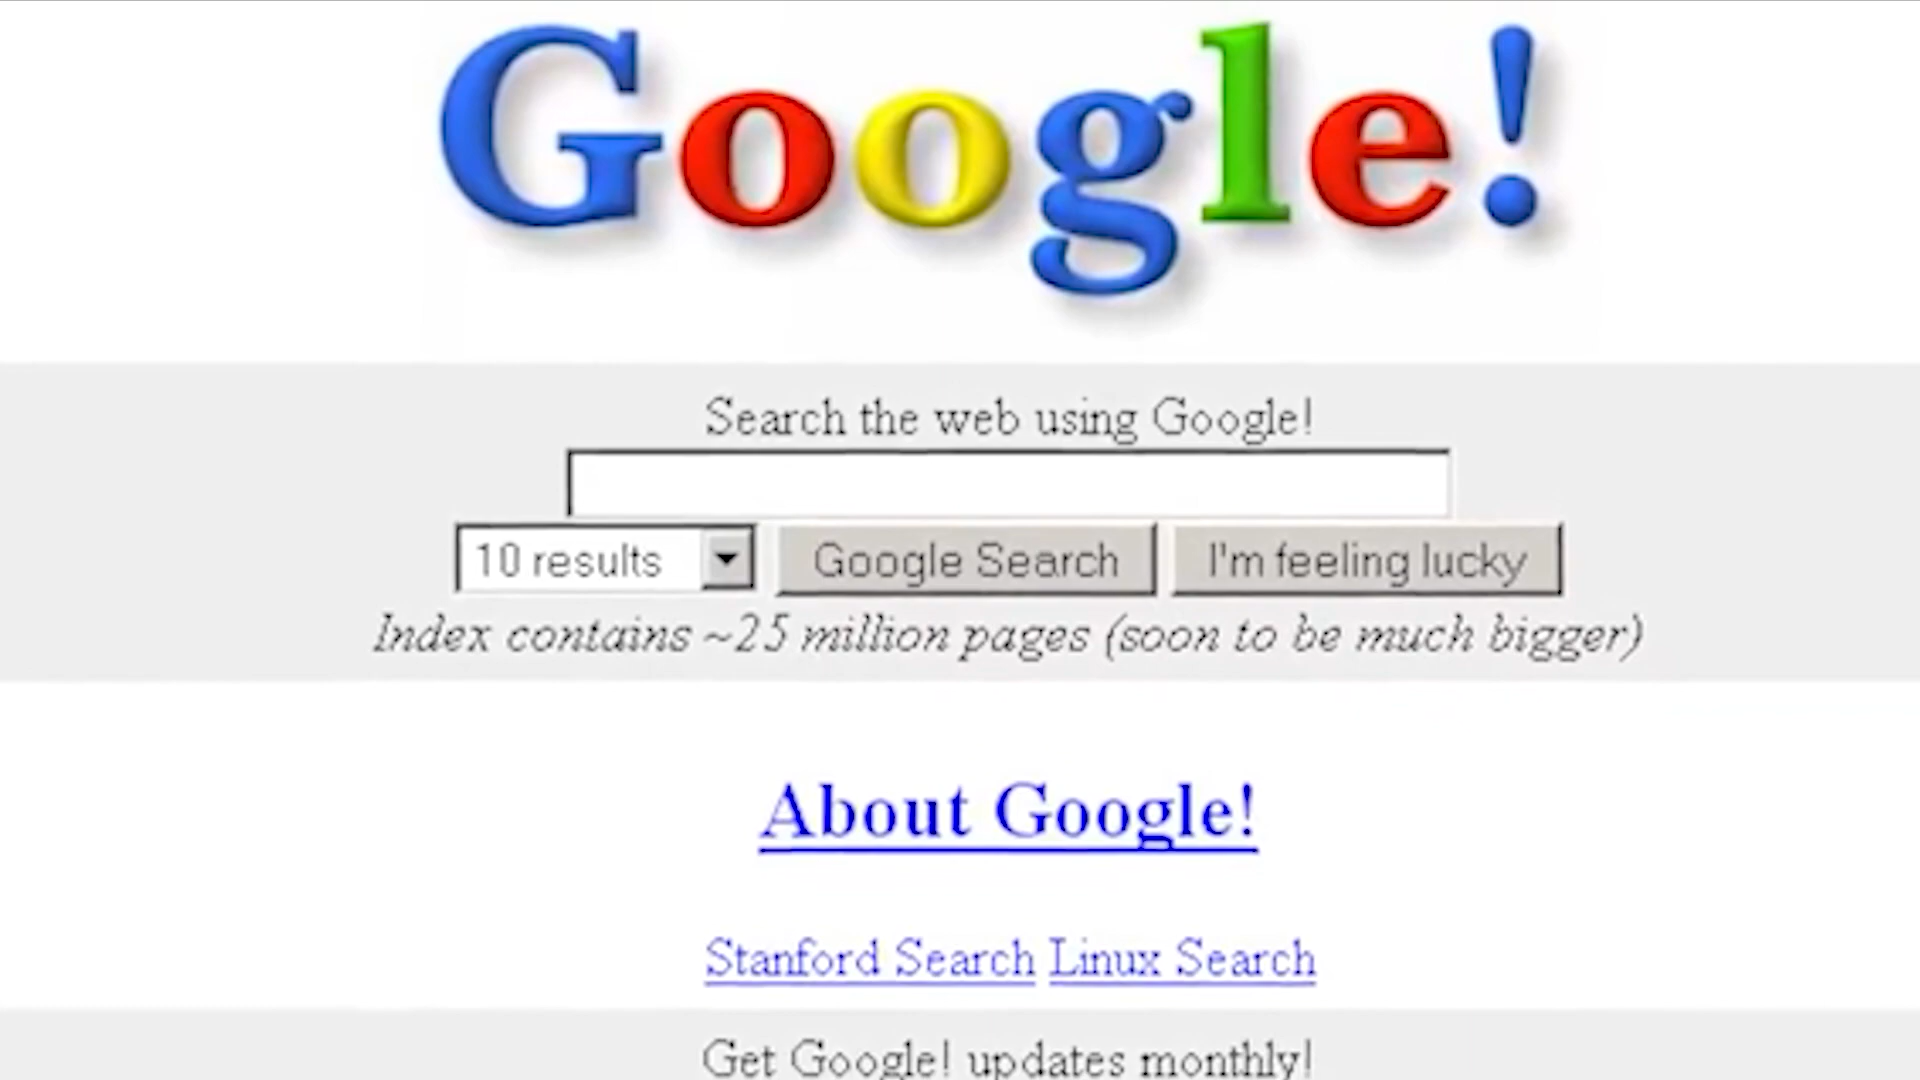 Google!
Search the web using Google!
10 results Google Search I'm feeling lucky
Index contains ~25 million pages (soon to be much bigger)
About Google!
Stanford Search Linux Search
Get Google! updates monthly!